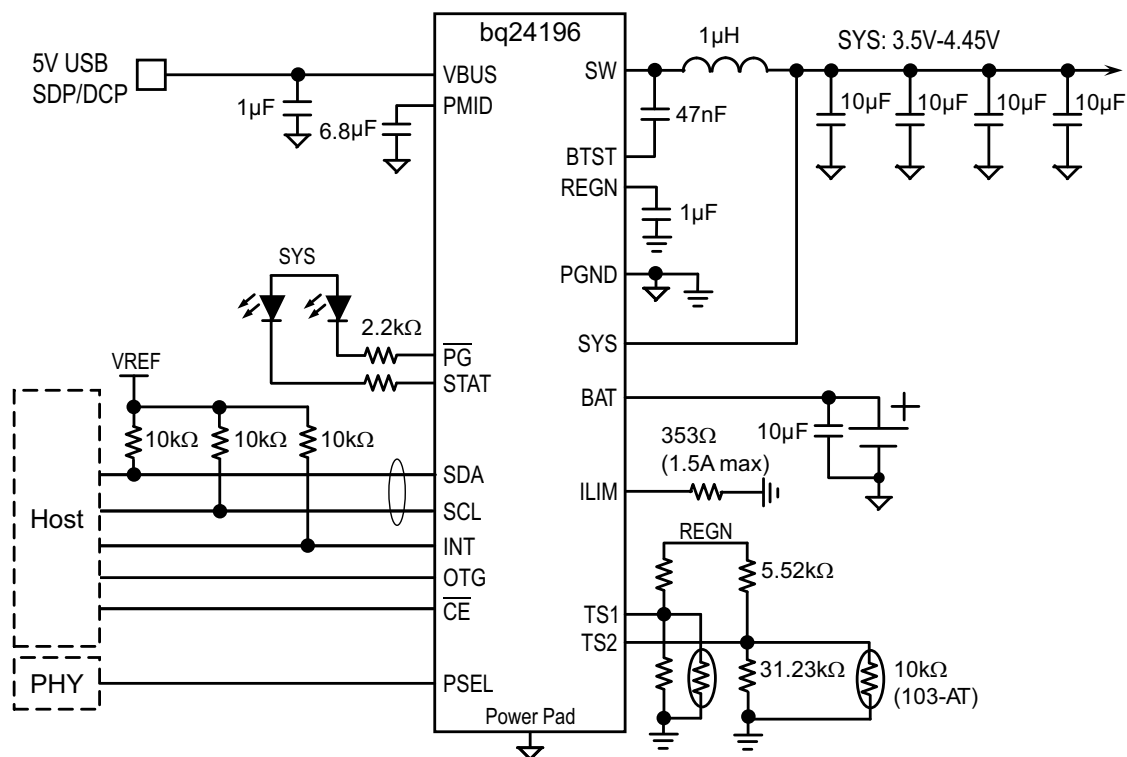 bq24196
5V USB
SDP/DCP
VBUS
1µF
PMID
6.8µF
SW
1µH
SYS: 3.5V-4.45V
10µF
10µF
10µF
10µF
47nF
BTST
REGN
1µF
PGND
SYS
SYS
2.2kΩ
PG
STAT
VREF
10kΩ
10kΩ
10kΩ
BAT
10µF
+
353Ω
(1.5A max)
ILIM
Host
SDA
SCL
INT
OTG
CE
REGN
5.52kΩ
TS1
TS2
31.23kΩ
10kΩ
(103-AT)
PHY
PSEL
Power Pad